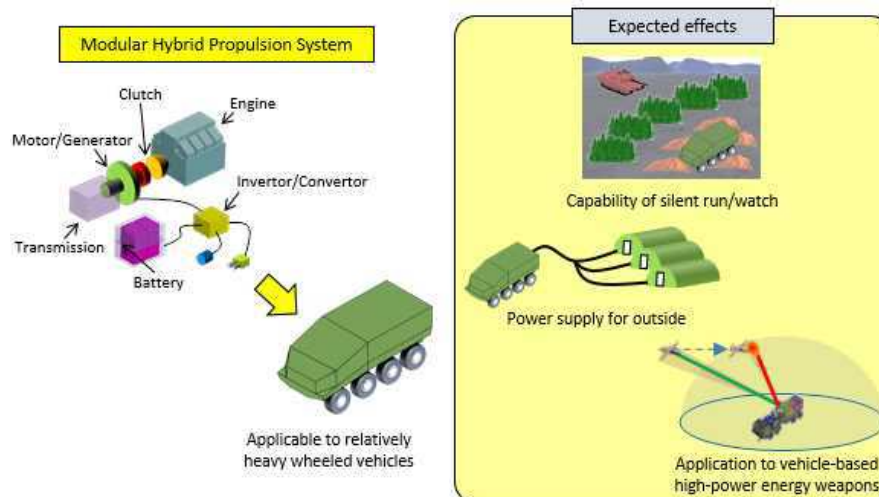 Modular Hybrid Propulsion System
Clutch
Engine
Motor/Generator
Invertor/Convertor
Transmission
Battery
Applicable to relatively
heavy wheeled vehicles
Expected effects
Capability of silent run/watch
Power supply for outside
Application to vehicle-based
high-power energy weapons